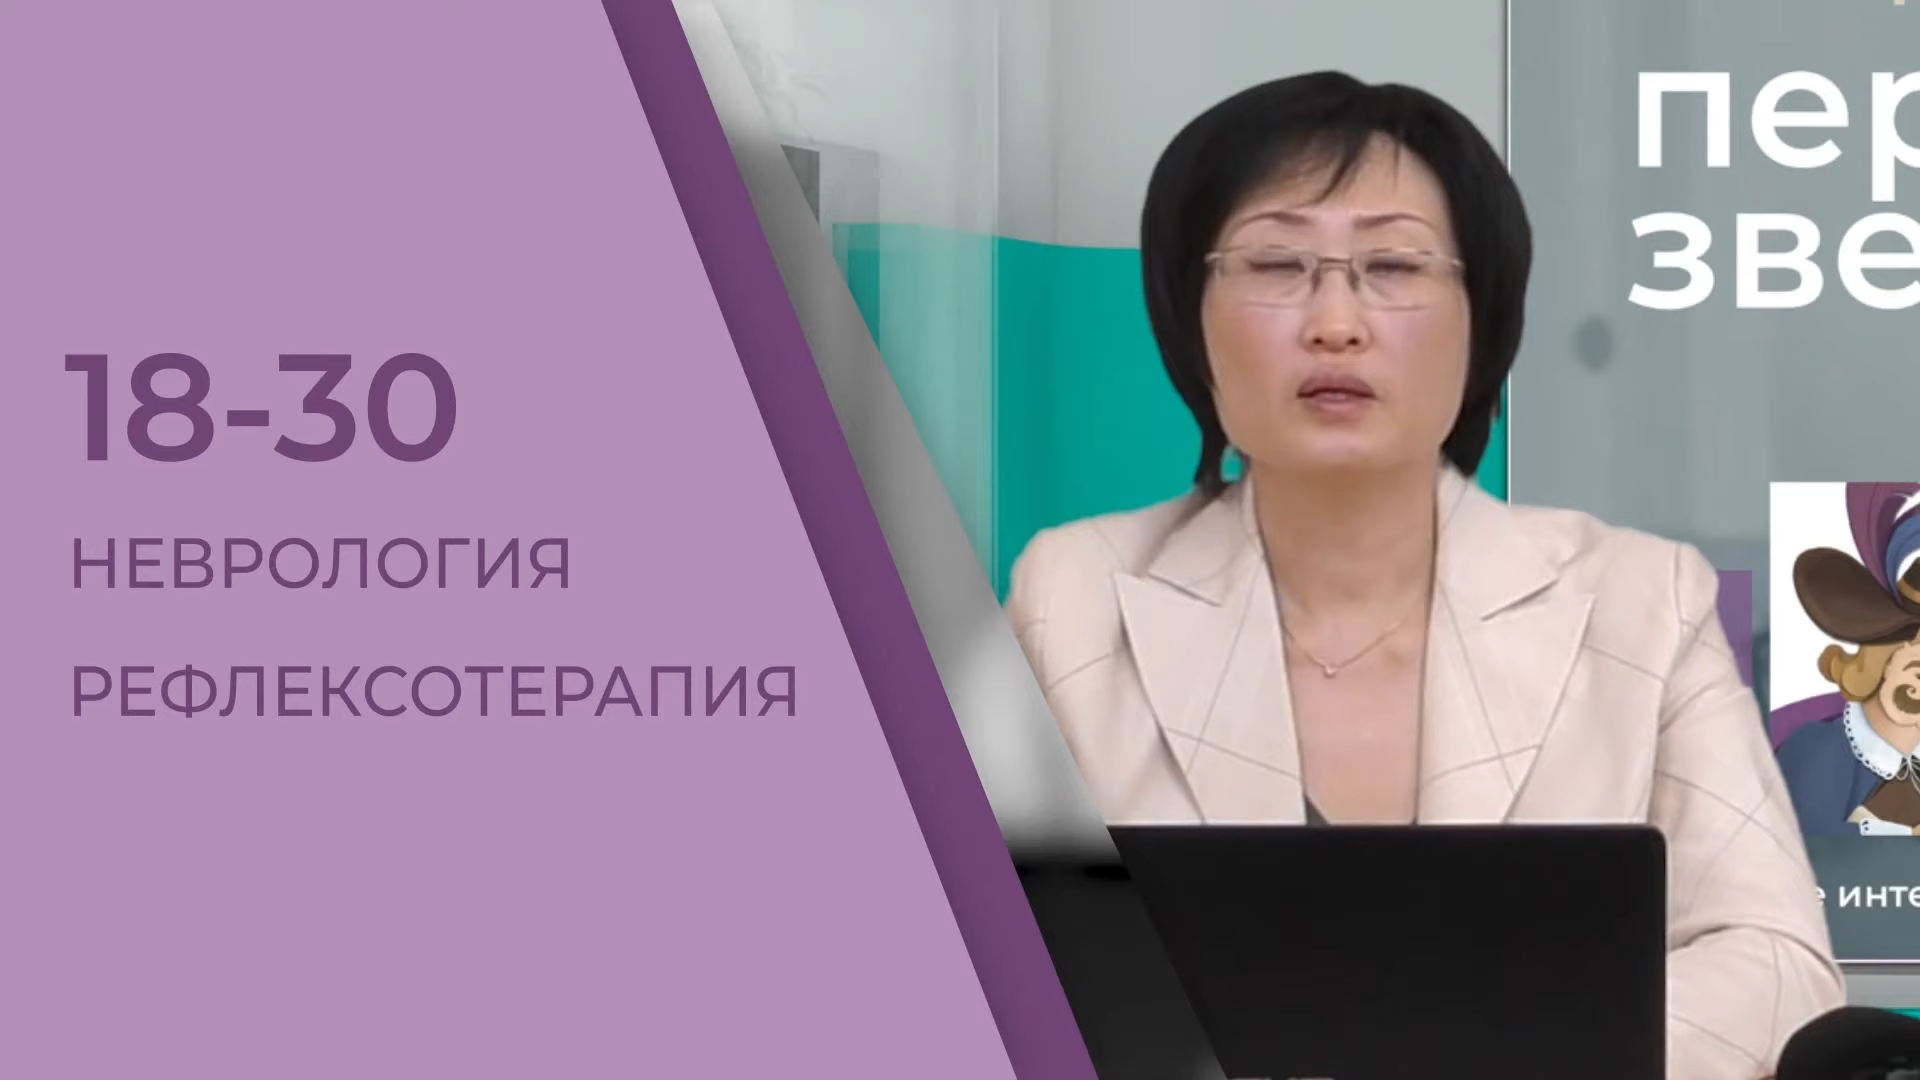 18-30
НЕВРОЛОГИЯ
РЕФЛЕКСОТЕРАПИЯ
пер
зве
е инте